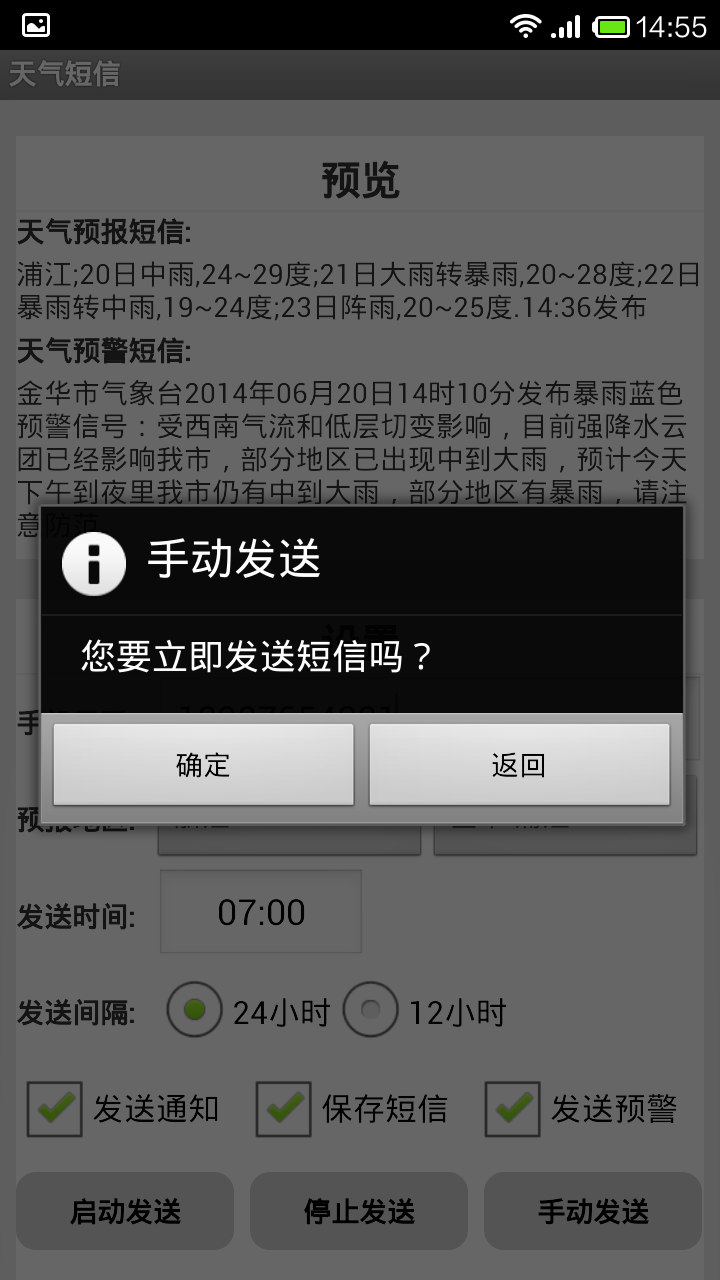 14:55
天气短信
预览
天气预报短信:
浦江;20日中雨,24~29度;21日大雨转暴雨,20~28度;22日
暴雨转中雨,19~24度;23日阵雨,20~25度.14:36发布
天气预警短信:
金华市气象台2014年06月20日14时10分发布暴雨蓝色
预警信号：受西南气流和低层切变影响，目前强降水云
团已经影响我市，部分地区已出现中到大雨，预计今天
下午到夜里我市仍有中到大雨，部分地区有暴雨，请注
意防范
手动发送
设置
您要立即发送短信吗？
确定
返回
预报地区:
发送时间:
07:00
发送间隔:
24小时
12小时
发送通知
保存短信
发送预警
启动发送
停止发送
手动发送